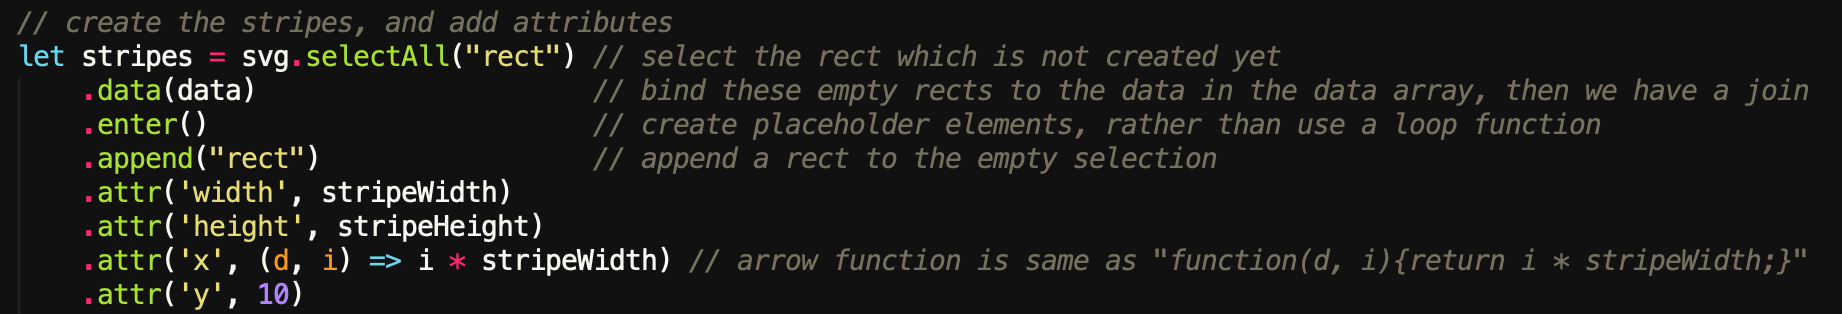 // create the stripes, and add attributes
let stripes = svg.selectAll("rect") // select the rect which is not created yet
.data(data) // bind these empty rects to the data in the data array, then we have a join
.enter() // create placeholder elements, rather than use a loop function
.append("rect") // append a rect to the empty selection
.attr('width', stripeWidth)
.attr('height', stripeHeight)
.attr('x', (d, i) => i * stripeWidth) // arrow function is same as "function(d, i){return i * stripeWidth;}"
.attr('y', 10)